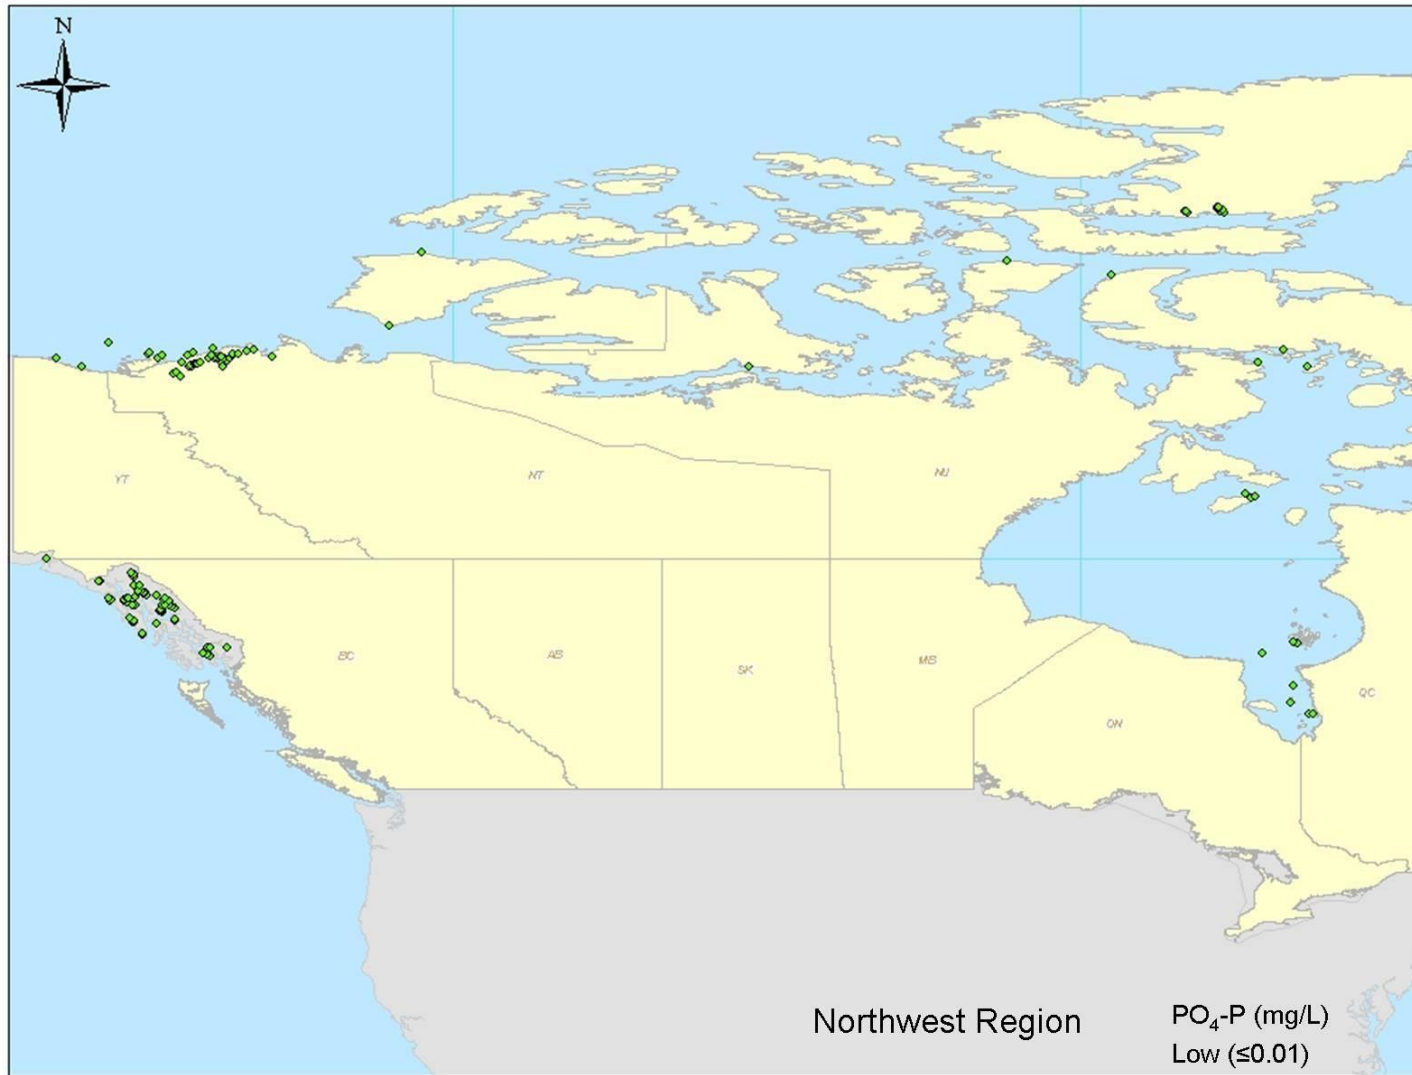 N
YT
NT
NU
BC
AB
SK
MB
ON
QC
Northwest Region
PO₄-P (mg/L)
Low (≤0.01)